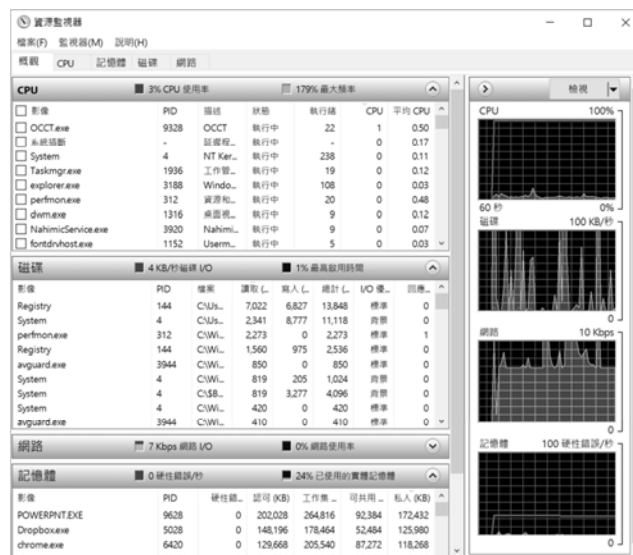 資源監視器
檔案(F) 監視器(M) 說明(H)
概觀 CPU 記憶體 磁碟 網路
CPU 3% CPU 使用率 179% 最大頻率
影像 PID 描述 狀態 執行緒 CPU 平均 CPU
OCCT.exe 9328 OCCT 執行中 22 1 0.50
系統插斷 - 延遲程... 執行中 - 0 0.17
System 4 NT Ker... 執行中 238 0 0.11
Taskmgr.exe 1936 工作管... 執行中 19 0 0.12
explorer.exe 3188 Windo... 執行中 108 0 0.03
perfmon.exe 312 資源和... 執行中 20 0 0.48
dwm.exe 1316 桌面視... 執行中 9 0 0.12
NahimicService.exe 3920 Nahimi... 執行中 9 0 0.07
fontdrvhost.exe 1152 Userm... 執行中 5 0 0.03
磁碟 4 KB/秒磁碟 I/O 1% 最高啟用時間
影像 PID 檔案 讀取 (... 寫入 (... 總計 (... I/O 優... 回應...
Registry 144 C:\Us... 7,022 6,827 13,848 標準 0
System 4 C:\Us... 2,341 8,777 11,118 背景 0
perfmon.exe 312 C:\Wi... 2,273 0 2,273 標準 1
Registry 144 C:\Wi... 1,560 975 2,536 標準 0
avguard.exe 3944 C:\Wi... 850 0 850 標準 0
System 4 C:\Wi... 819 205 1,024 背景 0
System 4 C:\$B... 819 3,277 4,096 背景 0
System 4 C:\Wi... 420 0 420 標準 0
avguard.exe 3944 C:\Wi... 410 0 410 標準 0
網路 7 Kbps 網路 I/O 0% 網路使用率
記憶體 0 硬性錯誤/秒 24% 已使用的實體記憶體
影像 PID 硬性錯... 認可 (KB) 工作集 ... 可共用 ... 私人 (KB)
POWERPNT.EXE 9628 0 202,028 264,816 92,384 172,432
Dropbox.exe 5028 0 148,196 178,464 52,484 125,980
chrome.exe 6420 0 129,668 205,540 87,272 118,268
檢視
CPU 100%
60 秒 0%
磁碟 100 KB/秒
0
網路 10 Kbps
0
記憶體 100 硬性錯誤/秒
0